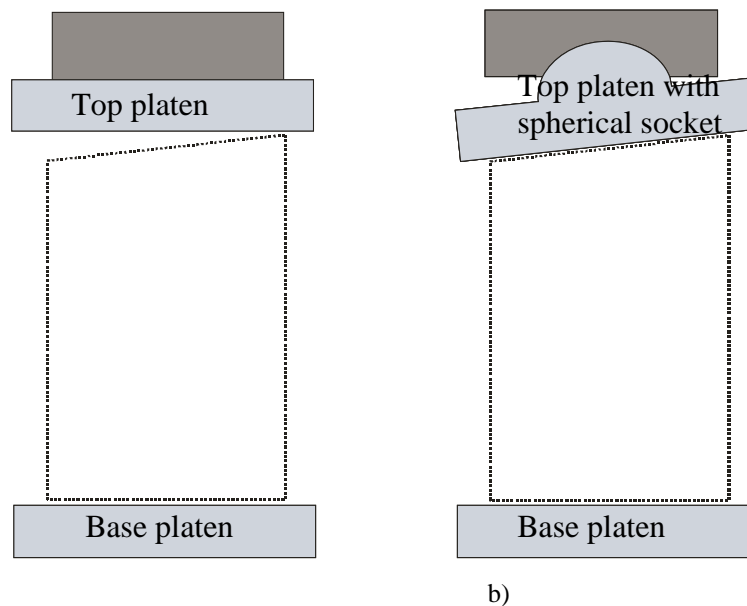 Top platen
Base platen
Top platen with
spherical socket
Base platen
b)